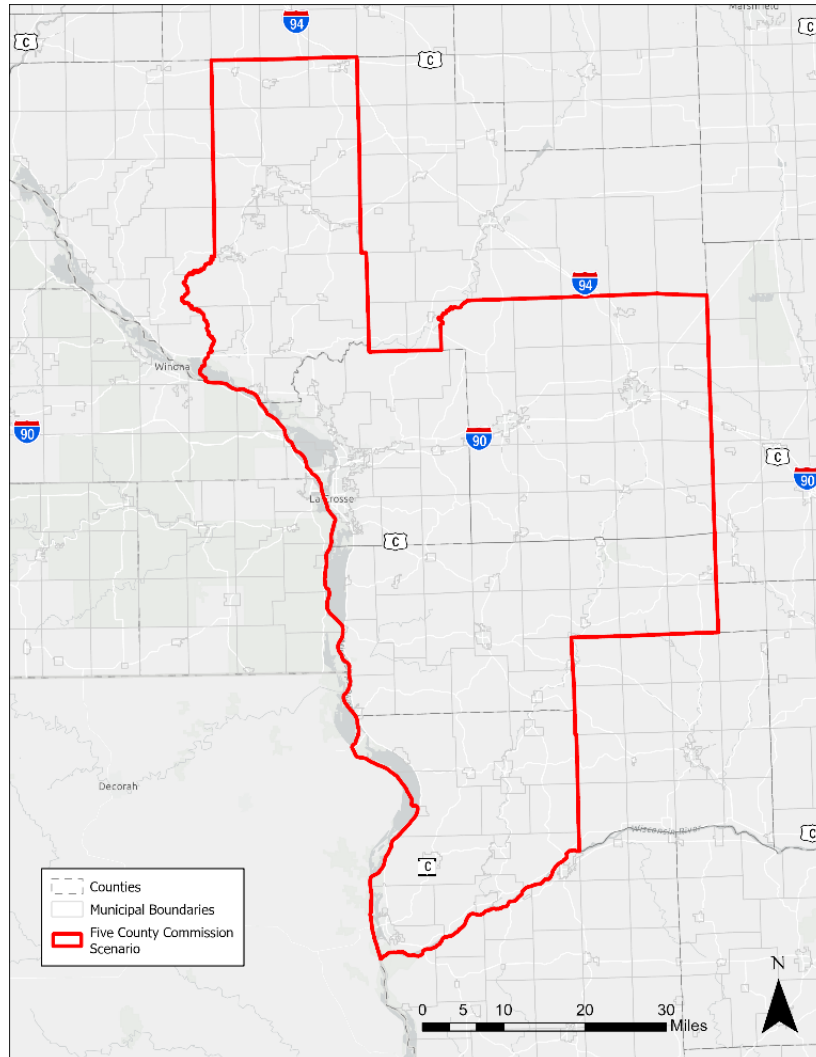 Marshfield
94
C
C
C
94
Winona
90
90
C
90
La Crosse
C
Decorah
Wisconsin River
C
C
Counties
Municipal Boundaries
Five County Commission
Scenario
N
0 5 10 20 30
Miles